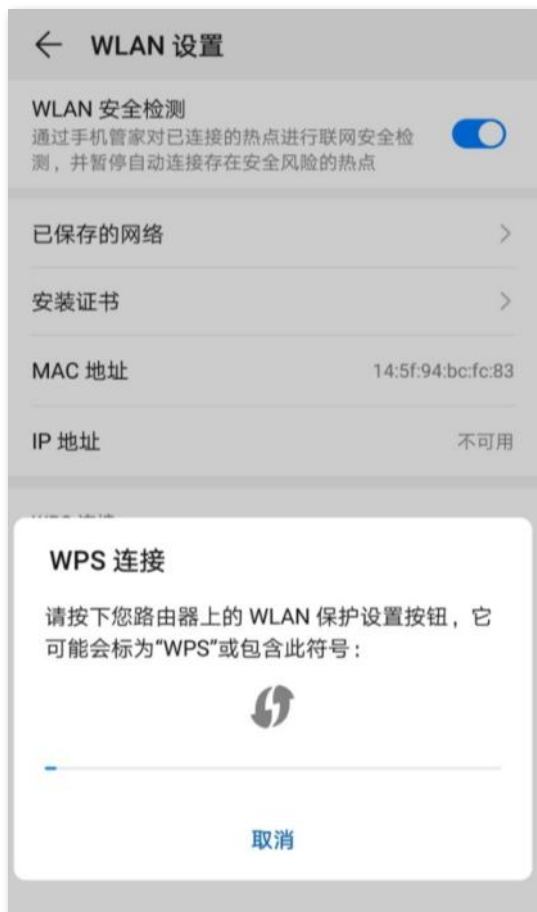 WLAN 设置
WLAN 安全检测
通过手机管家对已连接的热点进行联网安全检
测，并暂停自动连接存在安全风险的热点
已保存的网络
安装证书
MAC 地址 14:5f:94:bc:fc:83
IP 地址 不可用
WPS 连接
请按下您路由器上的 WLAN 保护设置按钮，它
可能会标为“WPS”或包含此符号：
取消